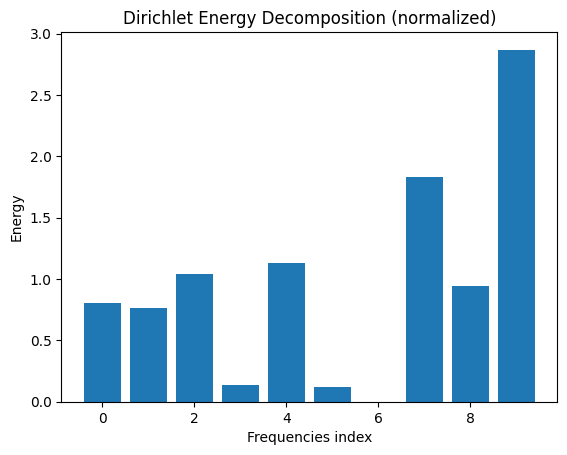 Dirichlet Energy Decomposition (normalized)
Energy
3.0
2.5
2.0
1.5
1.0
0.5
0.0
0 2 4 6 8
Frequencies index